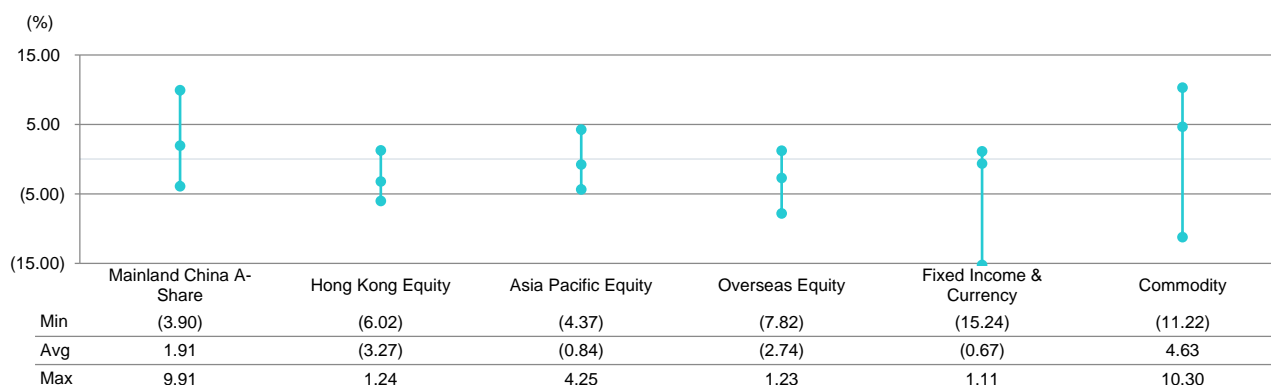 (%)
15.00
5.00
(5.00)
(15.00)
Mainland China A-
Share
Hong Kong Equity
Asia Pacific Equity
Overseas Equity
Fixed Income &
Currency
Commodity
Min (3.90) (6.02) (4.37) (7.82) (15.24) (11.22)
Avg 1.91 (3.27) (0.84) (2.74) (0.67) 4.63
Max 9.91 1.24 4.25 1.23 1.11 10.30